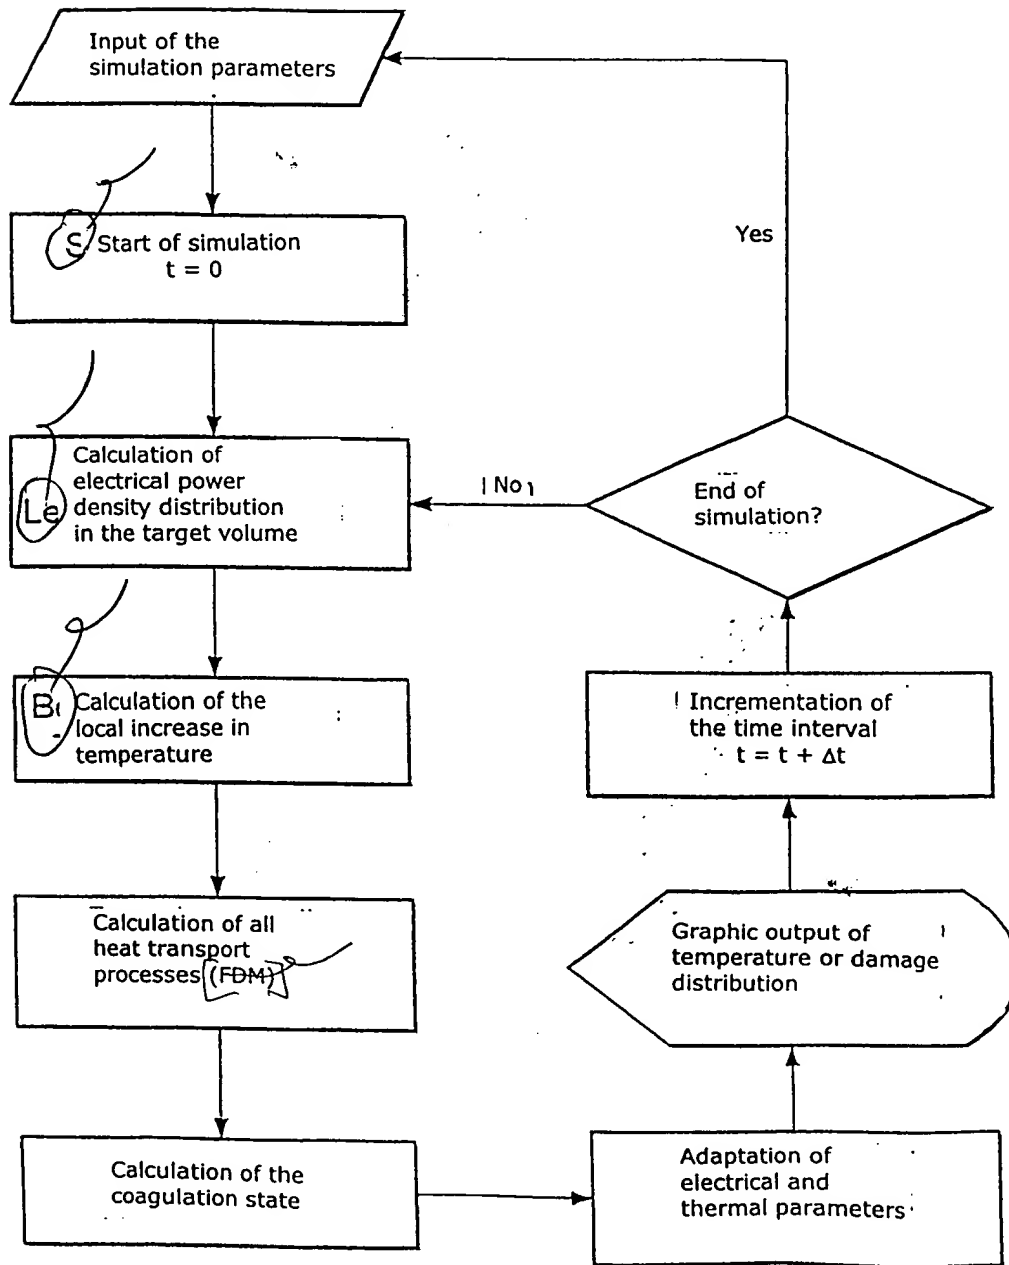 Input of the
simulation parameters
S Start of simulation
t = 0
Yes
Calculation of
electrical power
Le density distribution
in the target volume
No
End of
simulation?
B Calculation of the
local increase in
temperature
Incrementation of
the time interval
t = t + Δt
Calculation of all
heat transport
processes (FDM)
Graphic output of
temperature or damage
distribution
Calculation of the
coagulation state
Adaptation of
electrical and
thermal parameters